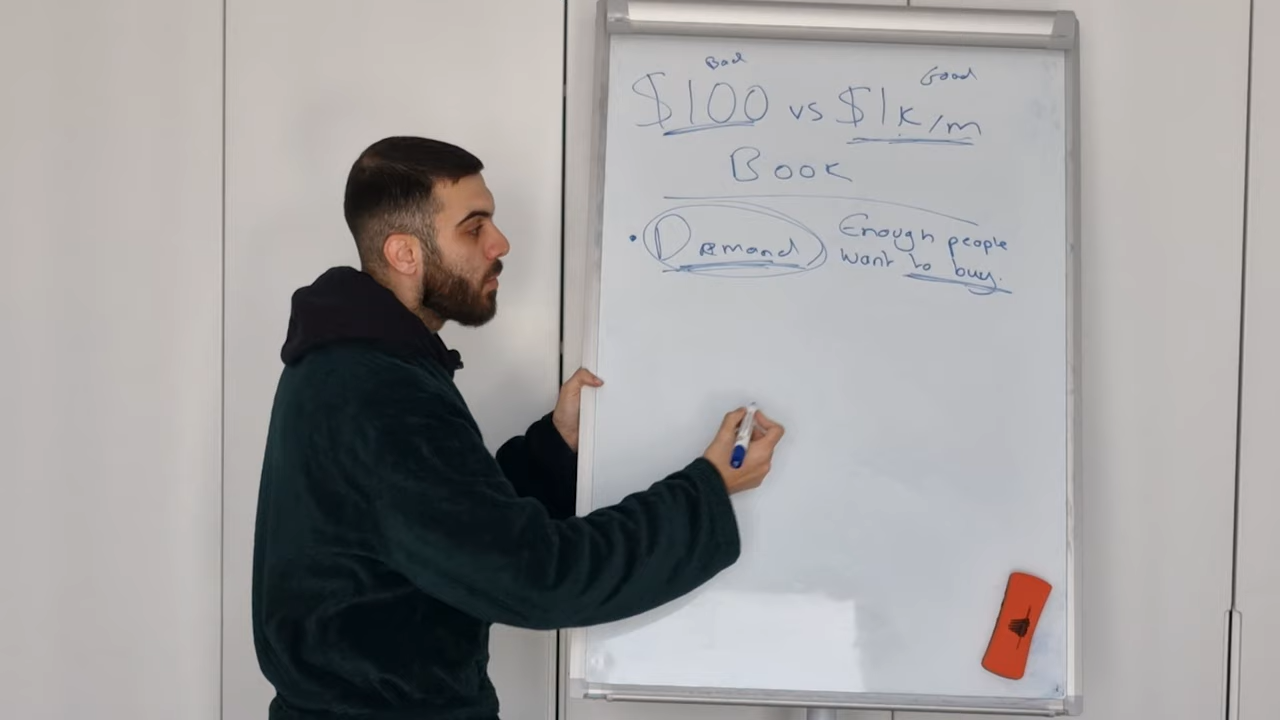 Bad
Good
$100 vs $1k/m
Book
• Demand
Enough people
want to buy.